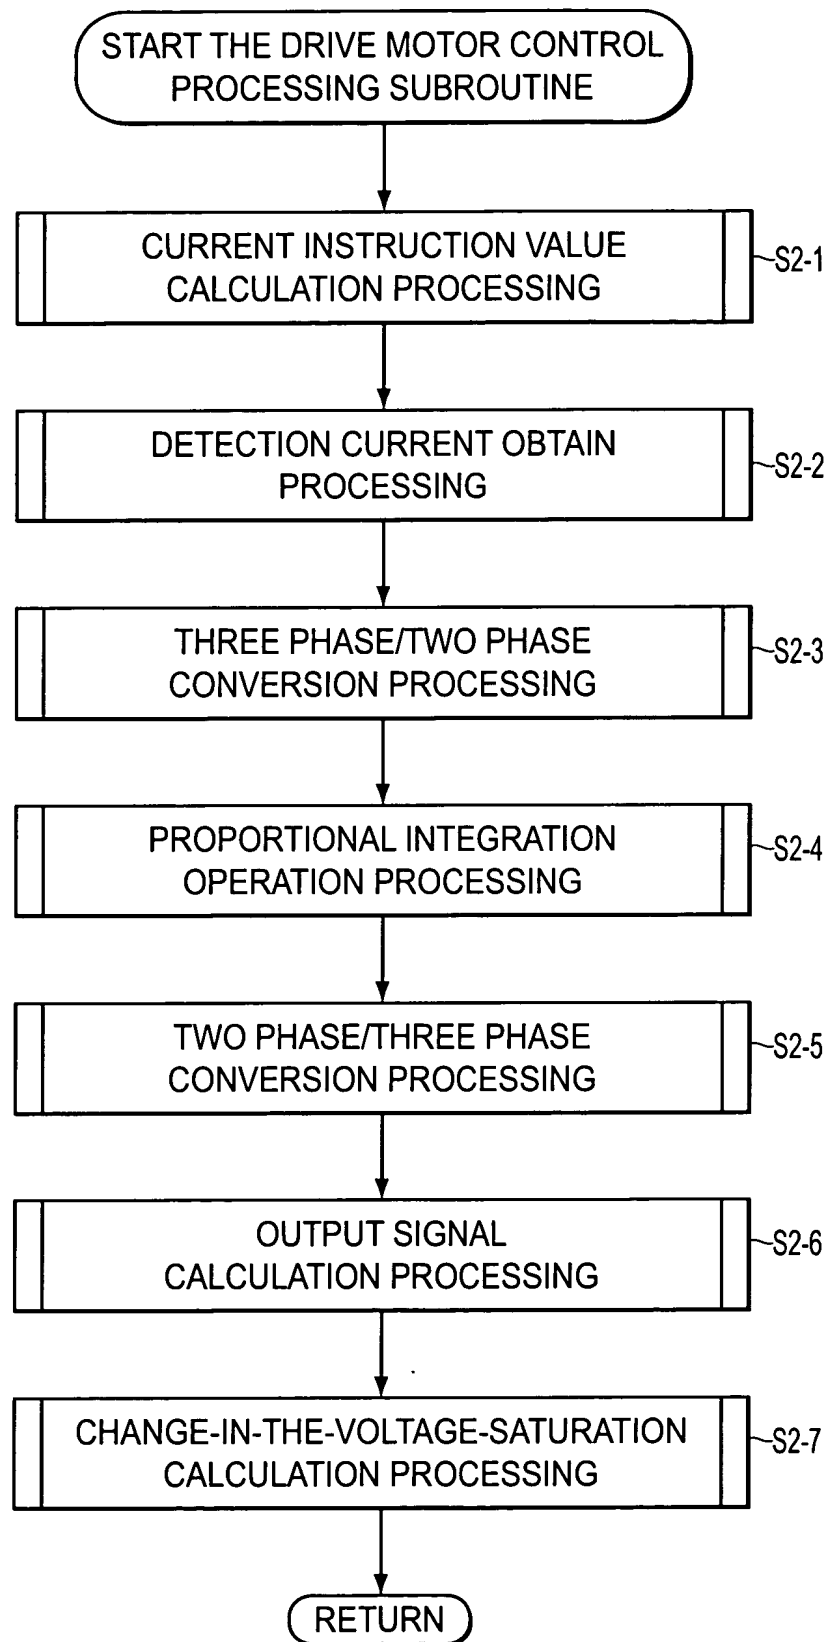 START THE DRIVE MOTOR CONTROL
PROCESSING SUBROUTINE
CURRENT INSTRUCTION VALUE
CALCULATION PROCESSING
S2-1
DETECTION CURRENT OBTAIN
PROCESSING
S2-2
THREE PHASE/TWO PHASE
CONVERSION PROCESSING
S2-3
PROPORTIONAL INTEGRATION
OPERATION PROCESSING
S2-4
TWO PHASE/THREE PHASE
CONVERSION PROCESSING
S2-5
OUTPUT SIGNAL
CALCULATION PROCESSING
S2-6
CHANGE-IN-THE-VOLTAGE-SATURATION
CALCULATION PROCESSING
S2-7
RETURN